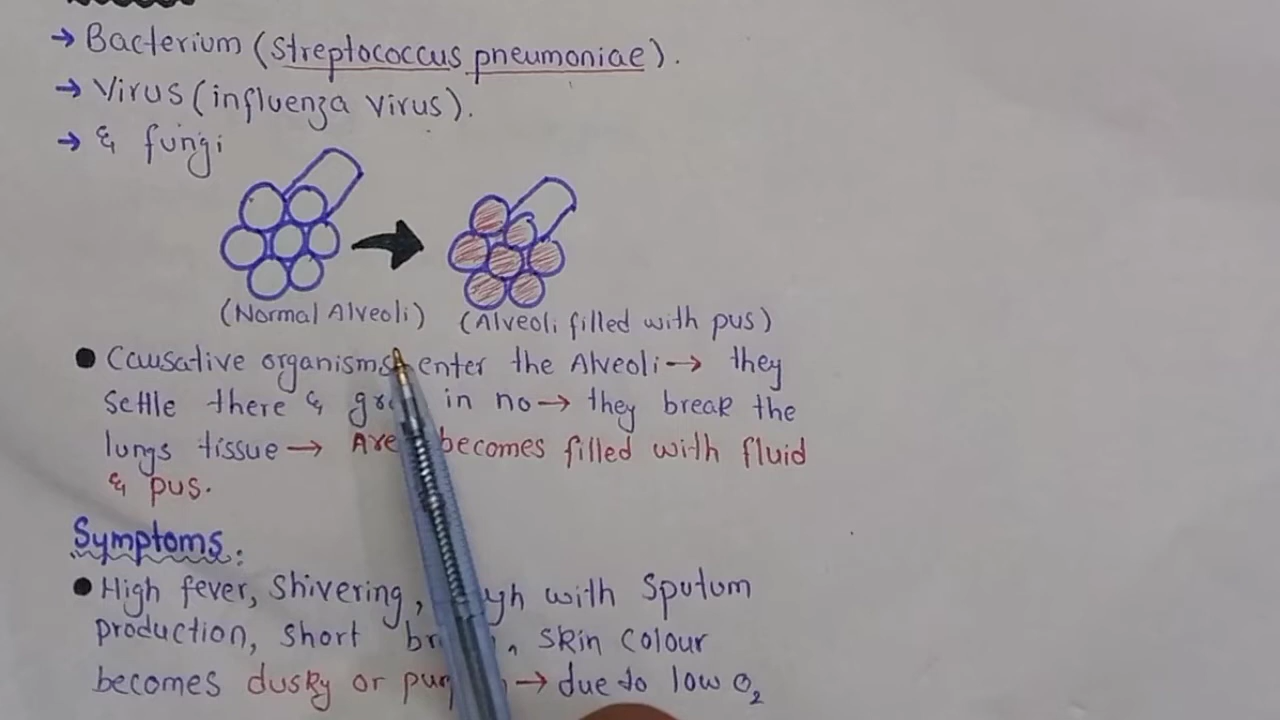 → Bacterium (Streptococcus pneumoniae).
→ Virus (influenza virus).
→ & fungi
(Normal Alveoli) (Alveoli filled with pus)
● Causative organisms enter the Alveoli → they
settle there & in no → they break the
lungs tissue → becomes filled with fluid
& pus.
Symptoms:
● High fever, Shivering, with Sputum
production, short skin colour
becomes dusky or → due to low O₂